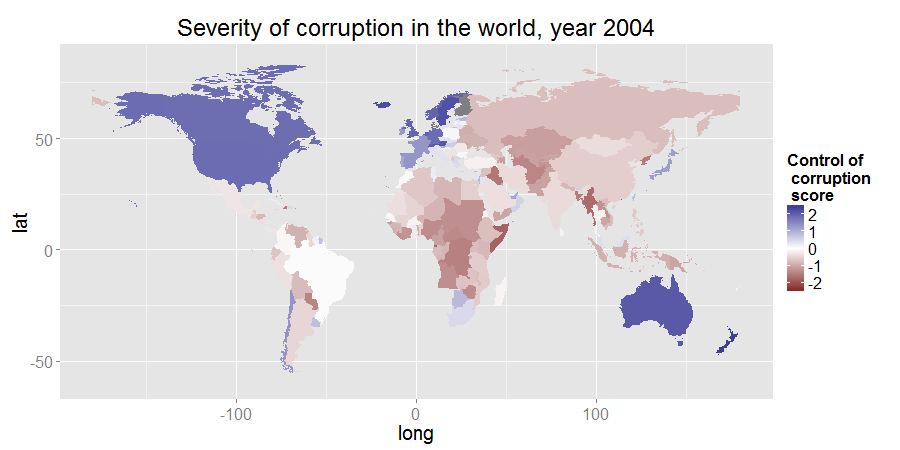 Severity of corruption in the world, year 2004
50
0
-50
lat
-100
0
100
long
Control of
corruption
score
2
1
0
-1
-2